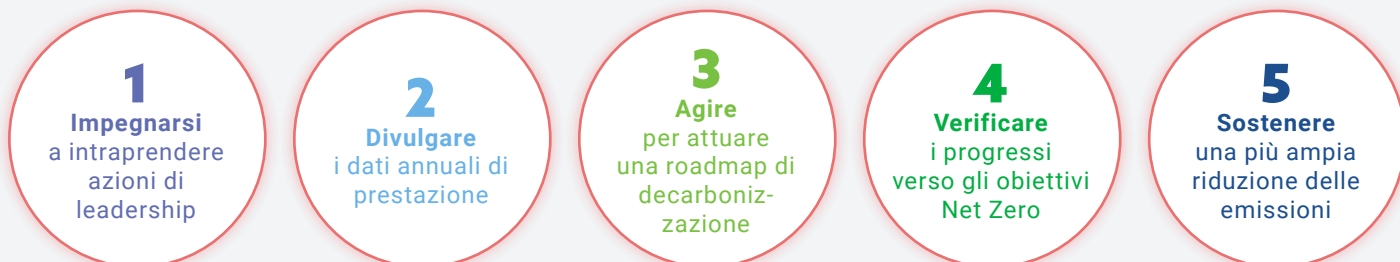 1
Impegnarsi
a intraprendere
azioni di
leadership
2
Divulgare
i dati annuali di
prestazione
3
Agire
per attuare
una roadmap di
decarboniz-
zazione
4
Verificare
i progressi
verso gli obiettivi
Net Zero
5
Sostenere
una più ampia
riduzione delle
emissioni